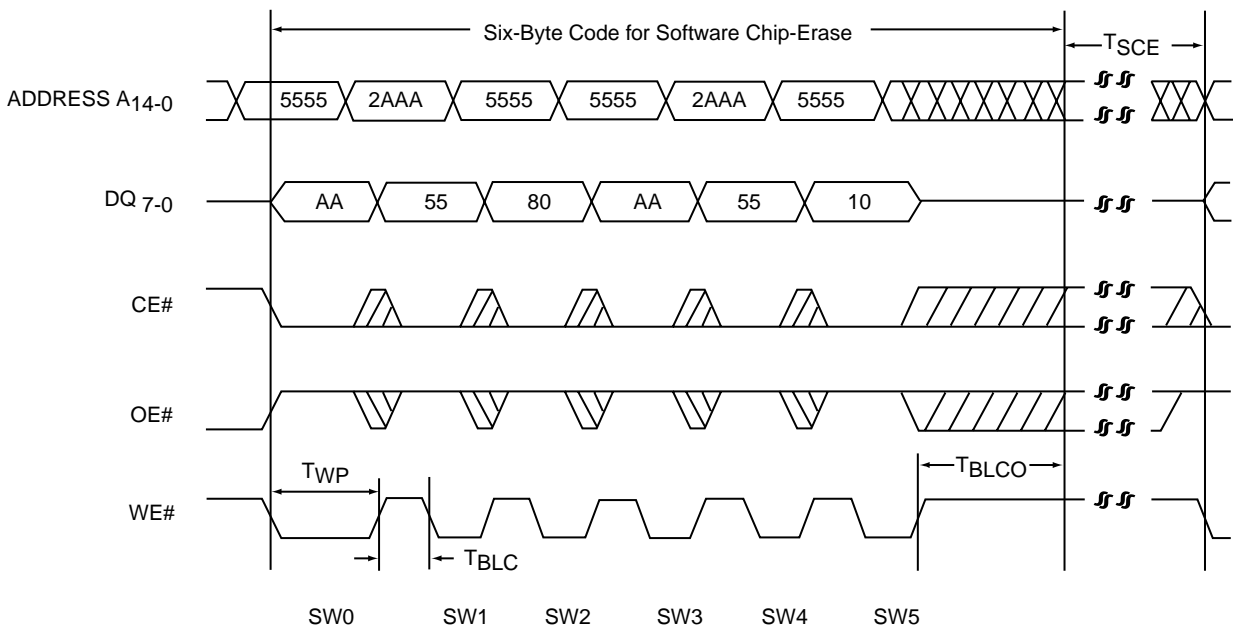 Six-Byte Code for Software Chip-Erase
TSCE
ADDRESS A14-0
5555 2AAA 5555 5555 2AAA 5555
DQ 7-0
AA 55 80 AA 55 10
CE#
OE#
TWP
TBLCO
WE#
TBLC
SW0 SW1 SW2 SW3 SW4 SW5